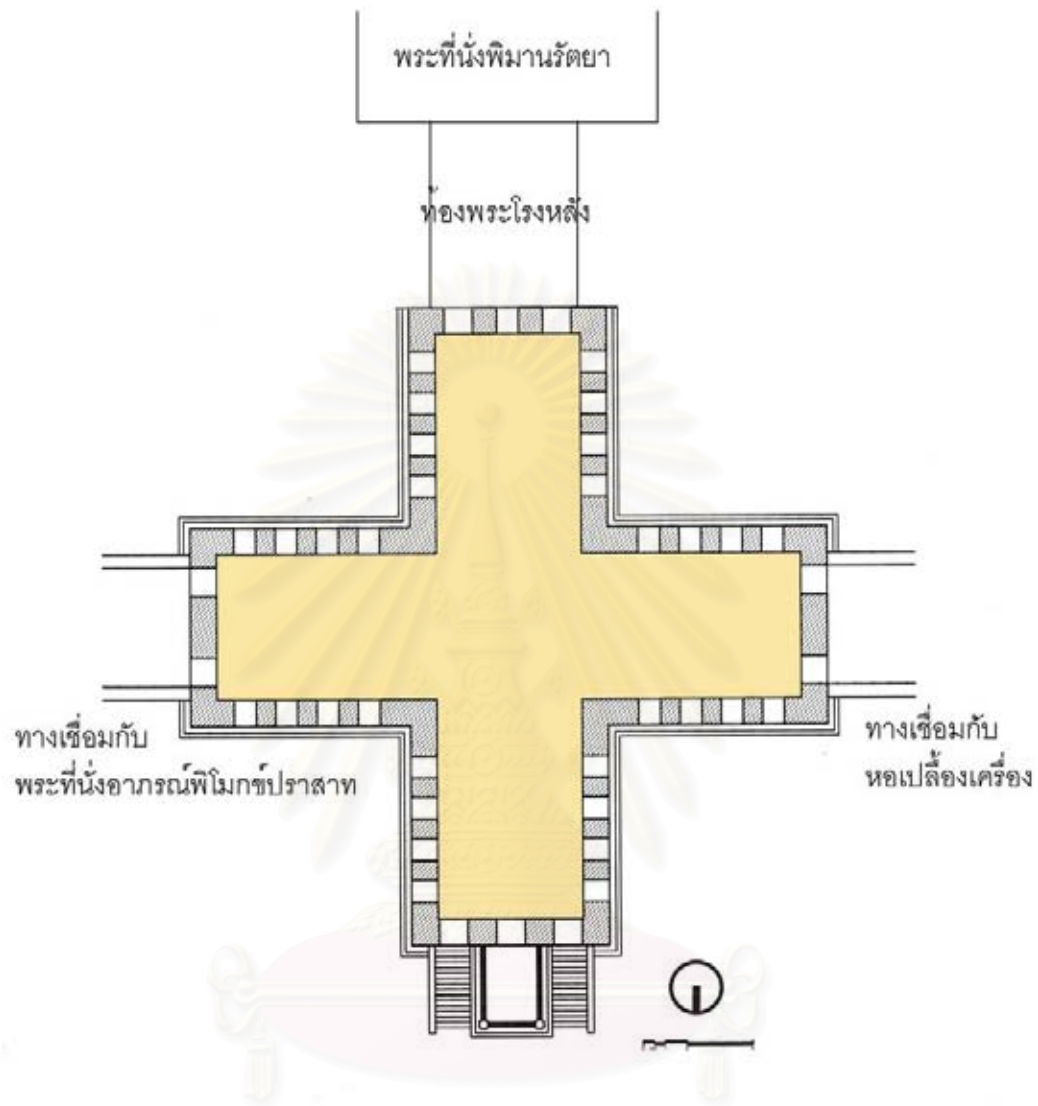 พระที่นั่งพิมานรัตยา
ท้องพระโรงหลัง
ทางเชื่อมกับ
พระที่นั่งอาภรณ์พิโมกข์ปราสาท
ทางเชื่อมกับ
หอเปลื้องเครื่อง